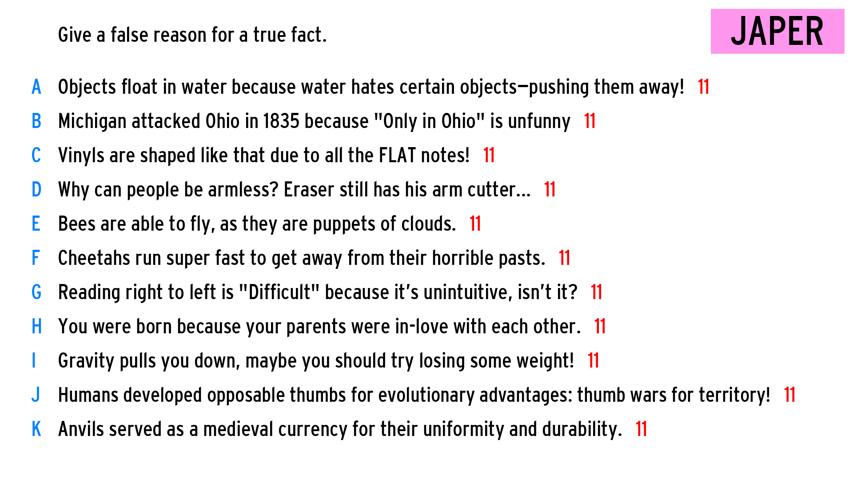 Give a false reason for a true fact.
JAPER
A Objects float in water because water hates certain objects—pushing them away! 11
B Michigan attacked Ohio in 1835 because "Only in Ohio" is unfunny 11
C Vinyls are shaped like that due to all the FLAT notes! 11
D Why can people be armless? Eraser still has his arm cutter... 11
E Bees are able to fly, as they are puppets of clouds. 11
F Cheetahs run super fast to get away from their horrible pasts. 11
G Reading right to left is "Difficult" because it's unintuitive, isn't it? 11
H You were born because your parents were in-love with each other. 11
I Gravity pulls you down, maybe you should try losing some weight! 11
J Humans developed opposable thumbs for evolutionary advantages: thumb wars for territory! 11
K Anvils served as a medieval currency for their uniformity and durability. 11